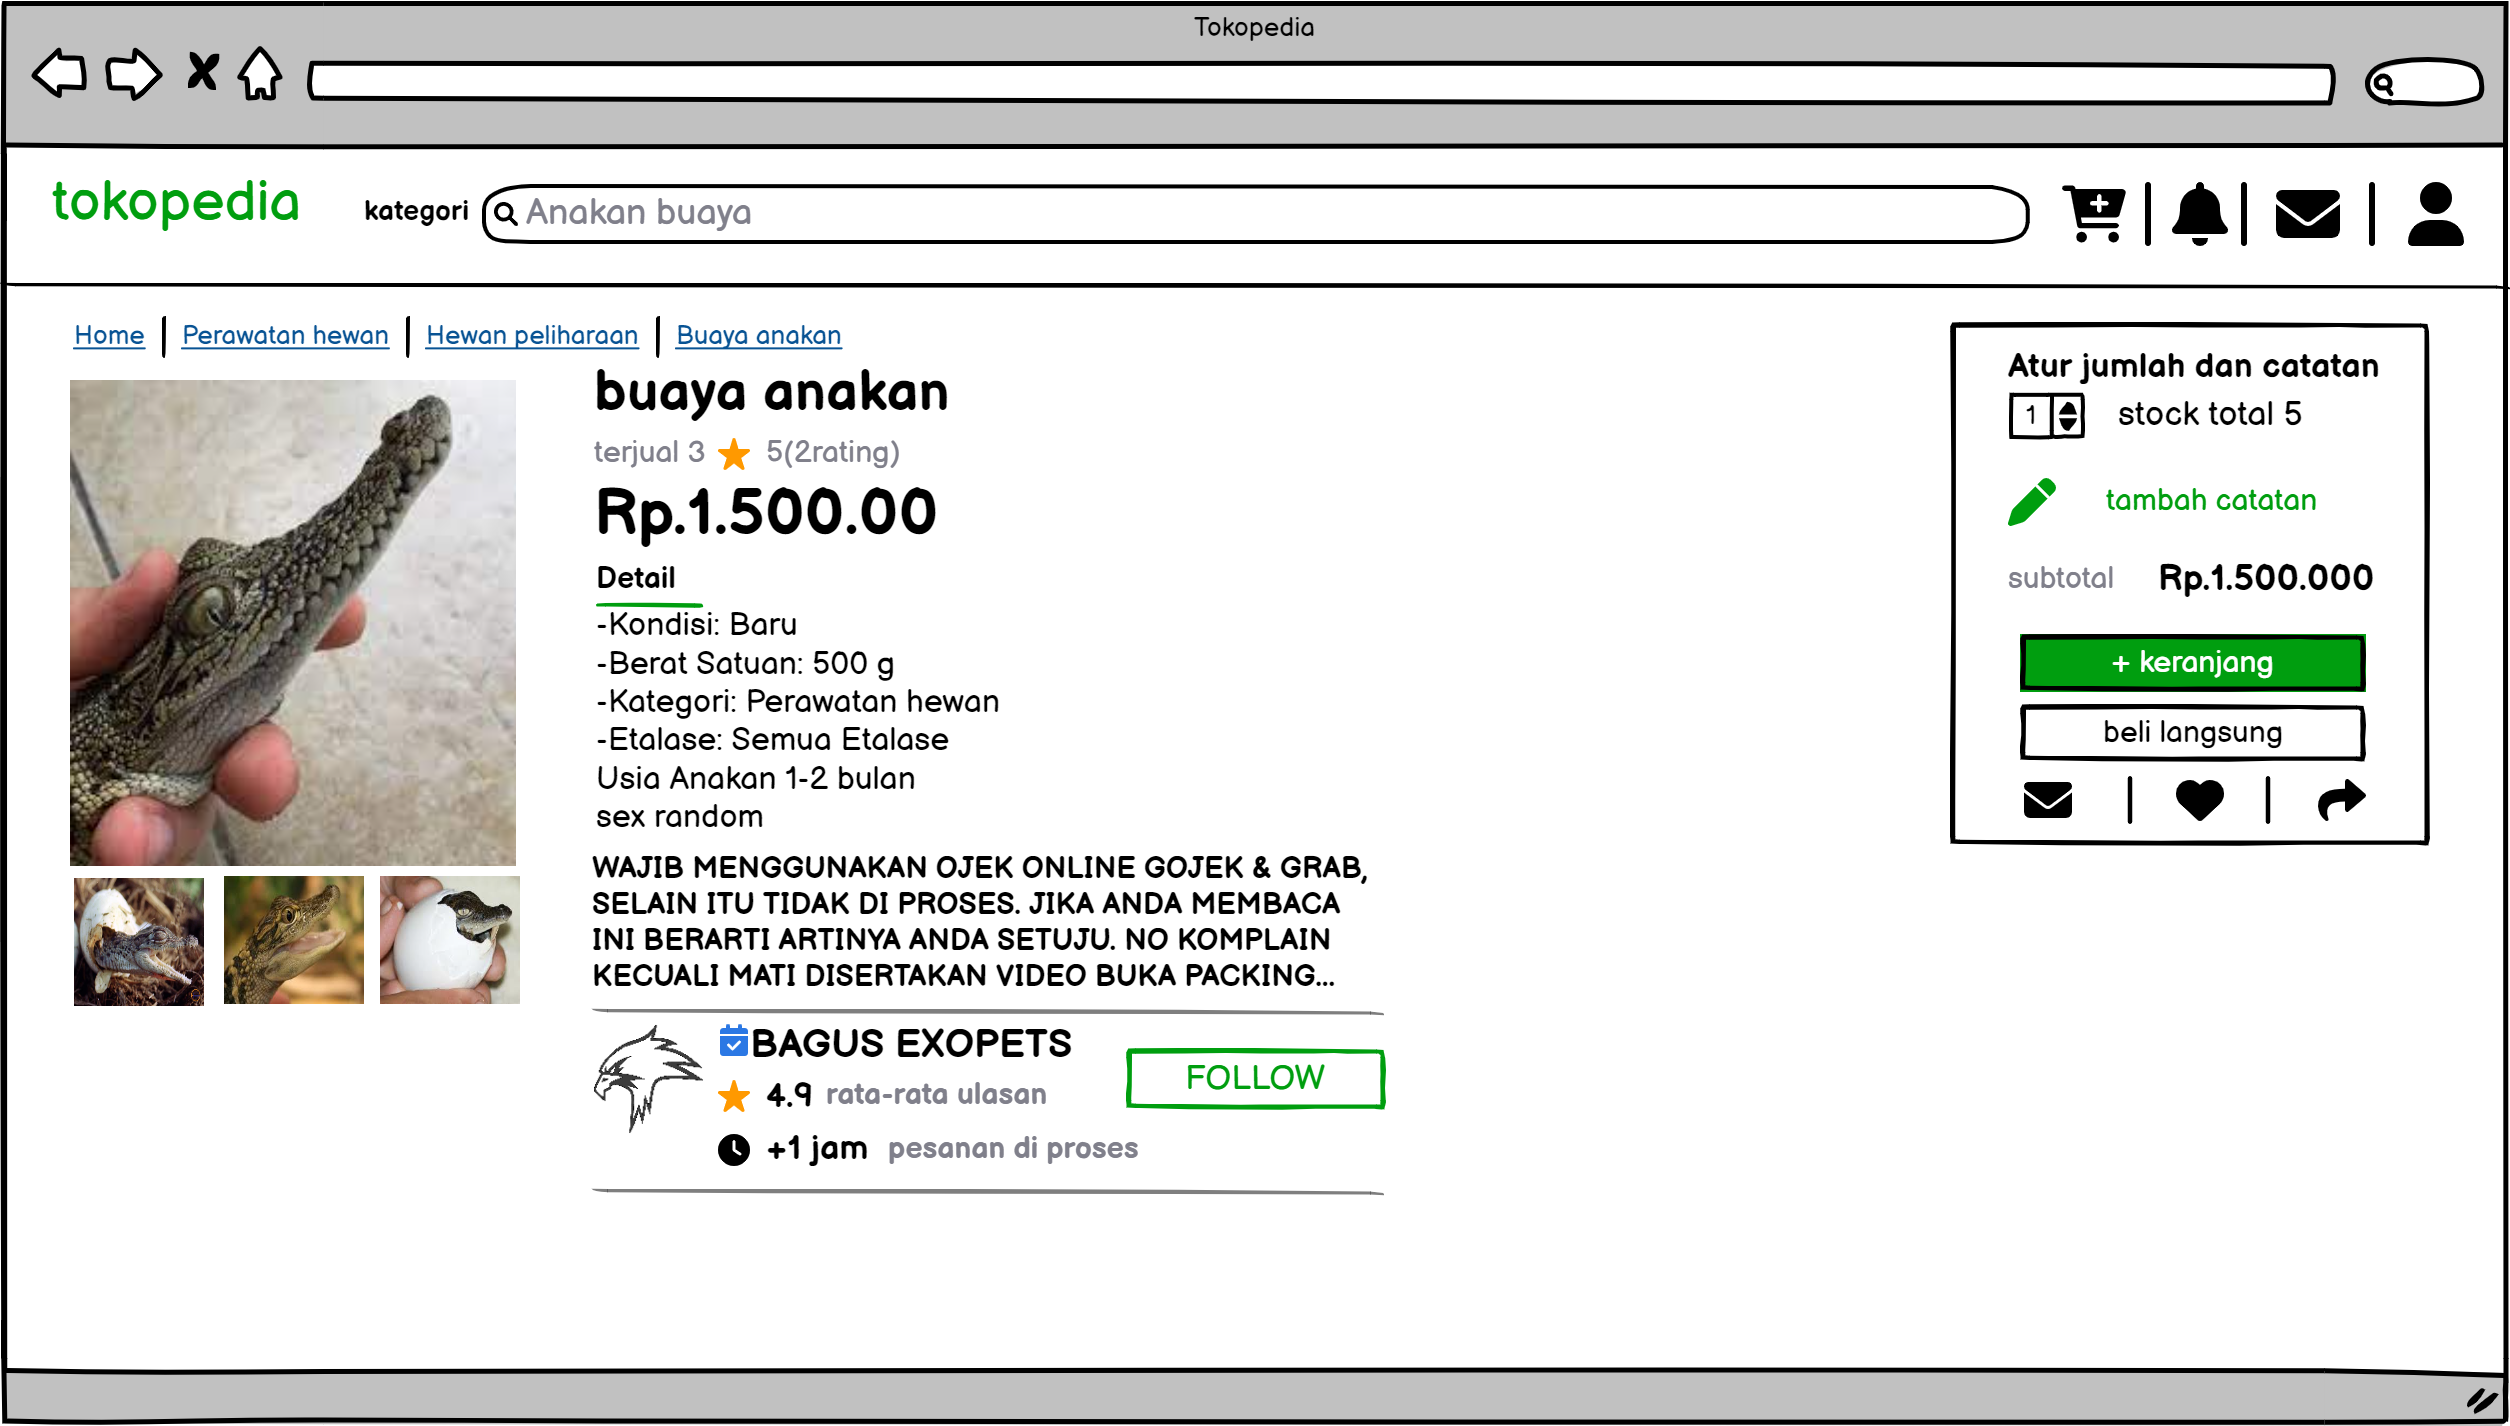 Tokopedia
tokopedia
kategori
Anakan buaya
Home
Perawatan hewan
Hewan peliharaan
Buaya anakan
buaya anakan
terjual 3
5(2rating)
Rp.1.500.00
Detail
-Kondisi: Baru
-Berat Satuan: 500 g
-Kategori: Perawatan hewan
-Etalase: Semua Etalase
Usia Anakan 1-2 bulan
sex random
WAJIB MENGGUNAKAN OJEK ONLINE GOJEK & GRAB,
SELAIN ITU TIDAK DI PROSES. JIKA ANDA MEMBACA
INI BERARTI ARTINYA ANDA SETUJU. NO KOMPLAIN
KECUALI MATI DISERTAKAN VIDEO BUKA PACKING...
BAGUS EXOPETS
4.9 rata-rata ulasan
FOLLOW
+1 jam pesanan di proses
Atur jumlah dan catatan
1
stock total 5
tambah catatan
subtotal
Rp.1.500.000
+ keranjang
beli langsung